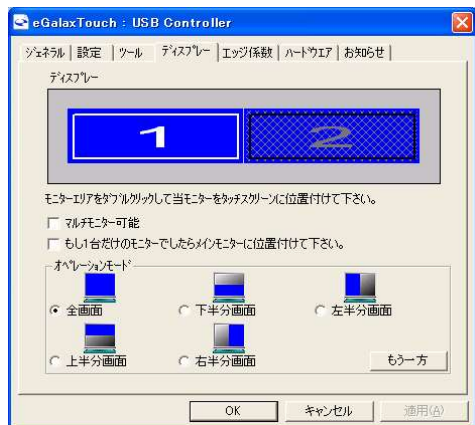 eGalaxTouch : USB Controller
ジェネラル 設定 ツール ディスプレー エッジ係数 ハードウエア お知らせ
ディスプレー
1 2
モニターエリアをダブルクリックして当モニターをタッチスクリーンに位置付けて下さい。
マルチモニター可能
もし1台だけのモニターでしたらメインモニターに位置付けて下さい。
オペレーションモード
全画面 下半分画面 左半分画面
上半分画面 右半分画面 もう一方
OK キャンセル 適用(A)